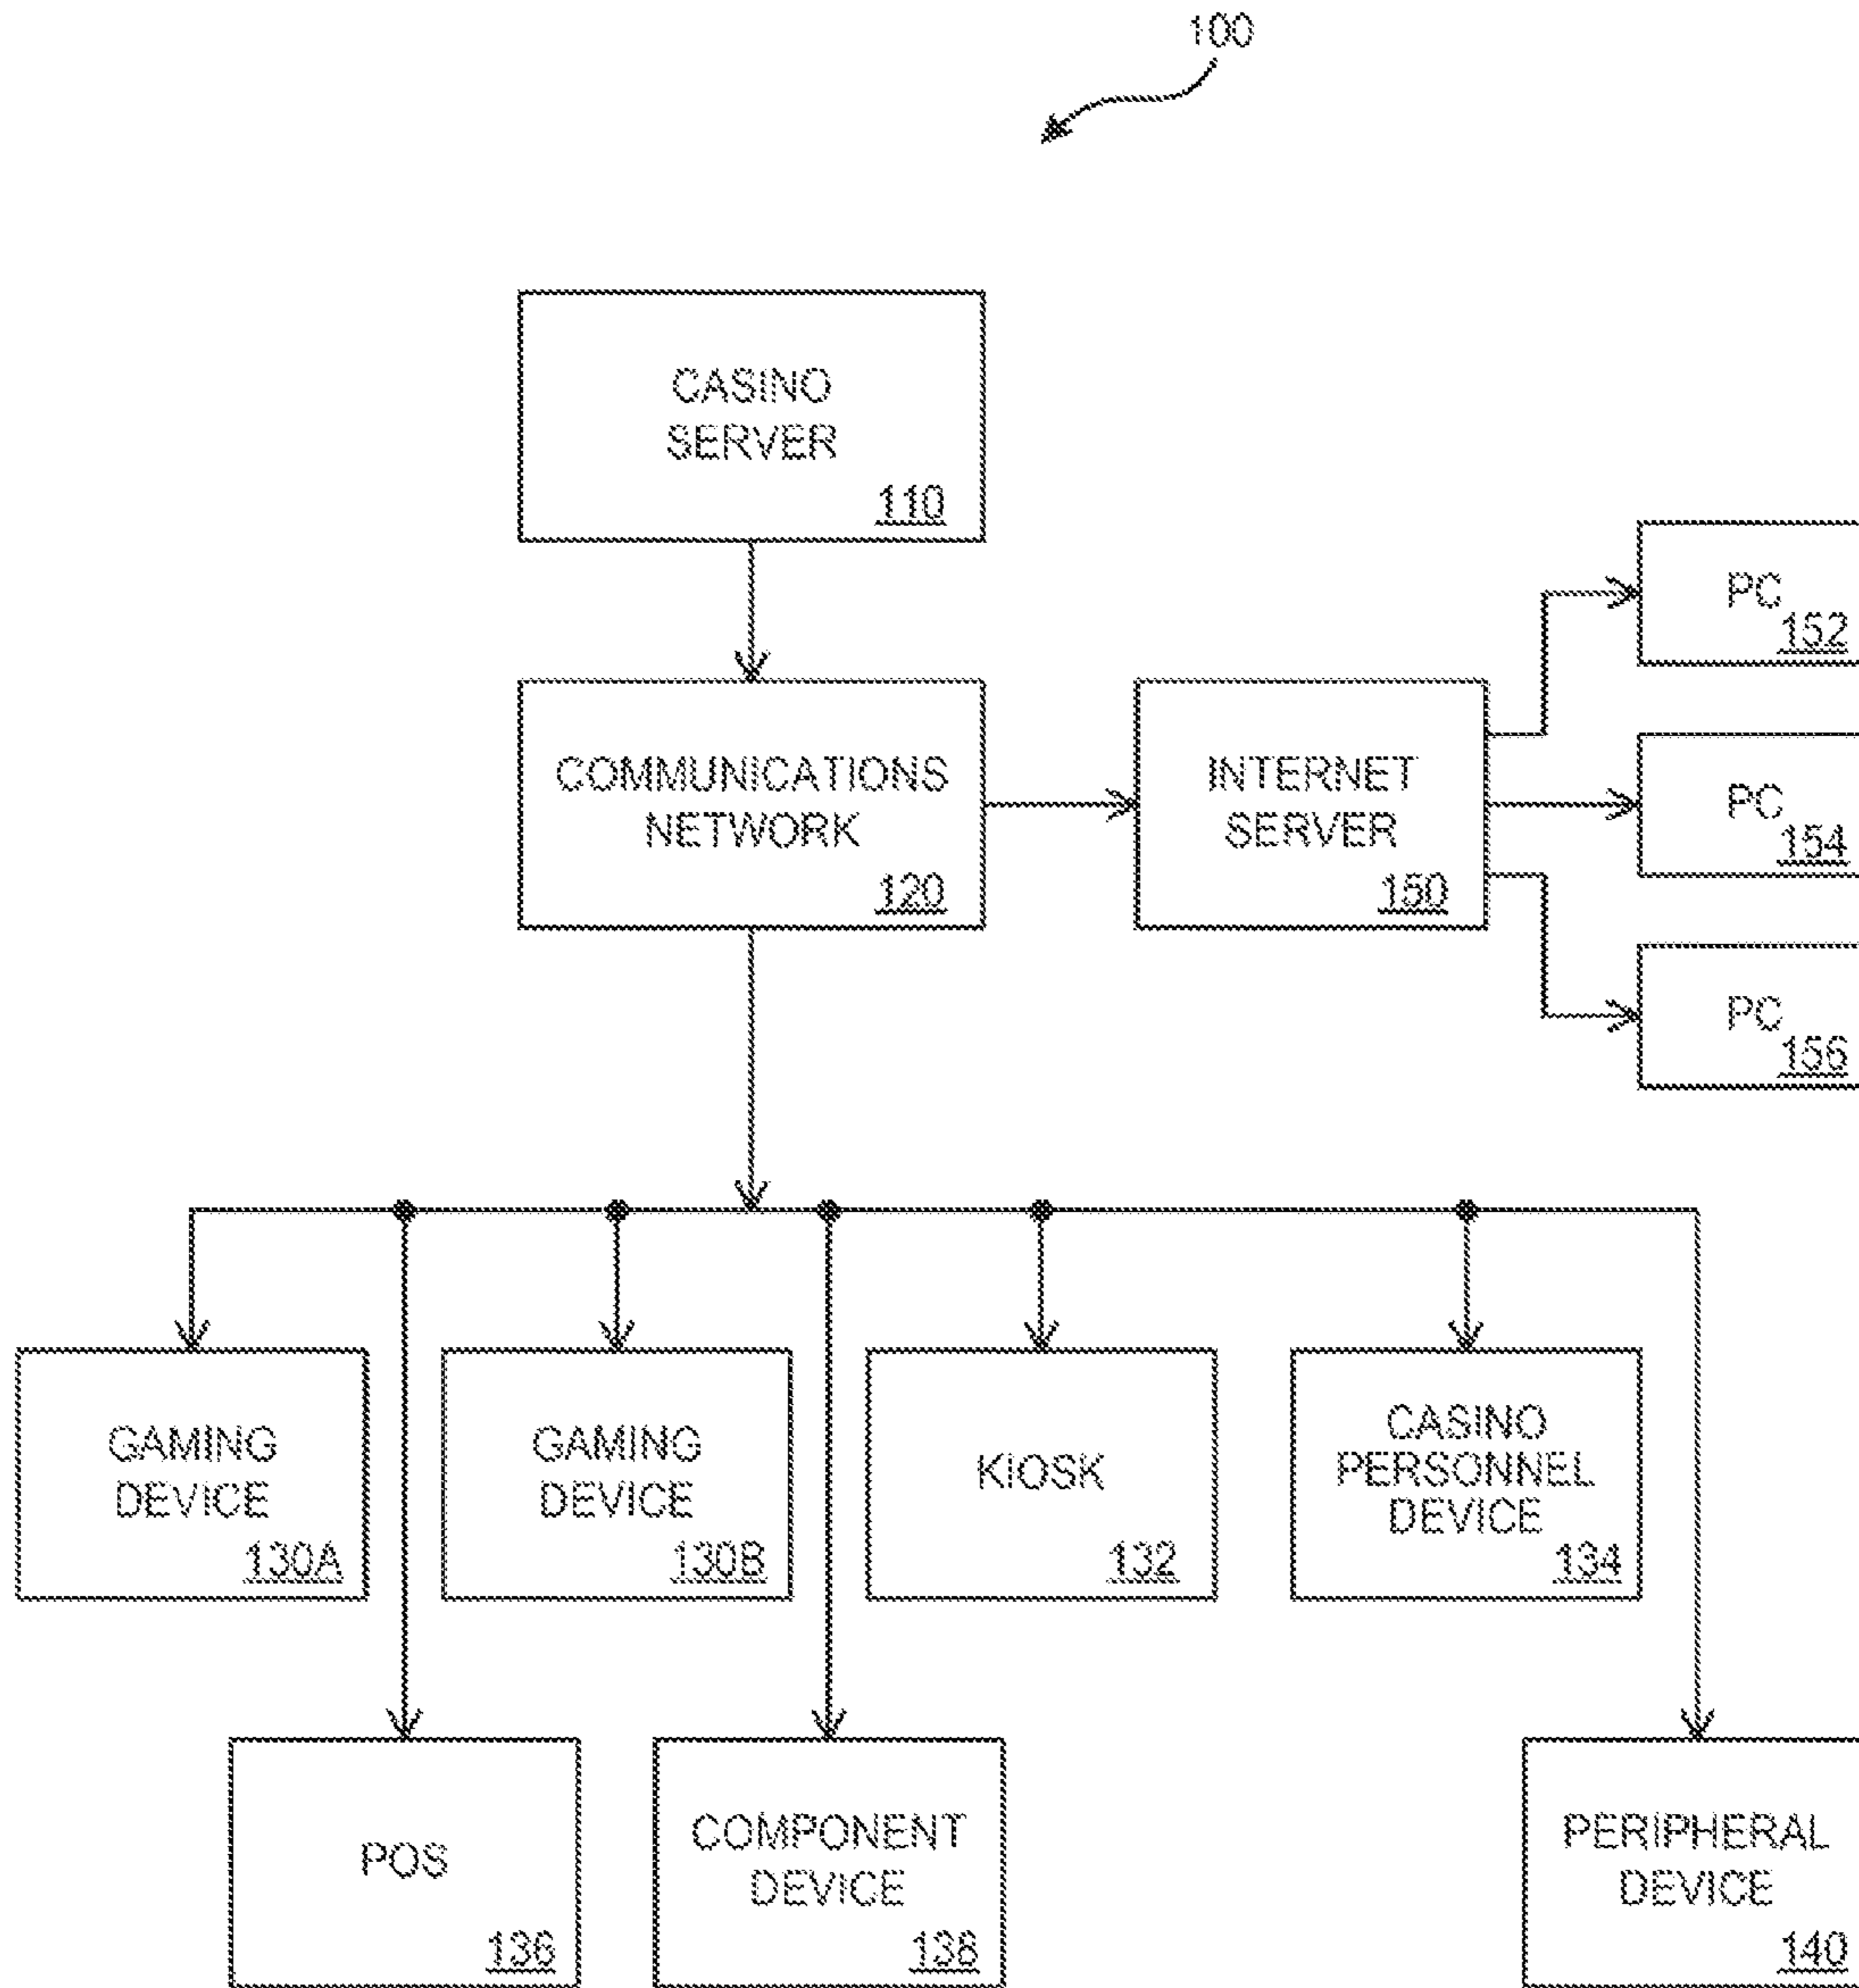 100
CASINO
SERVER
110
COMMUNICATIONS
NETWORK
120
INTERNET
SERVER
150
PC
152
PC
154
PC
156
GAMING
DEVICE
130A
GAMING
DEVICE
130B
KIOSK
132
CASINO
PERSONNEL
DEVICE
134
POS
136
COMPONENT
DEVICE
138
PERIPHERAL
DEVICE
140